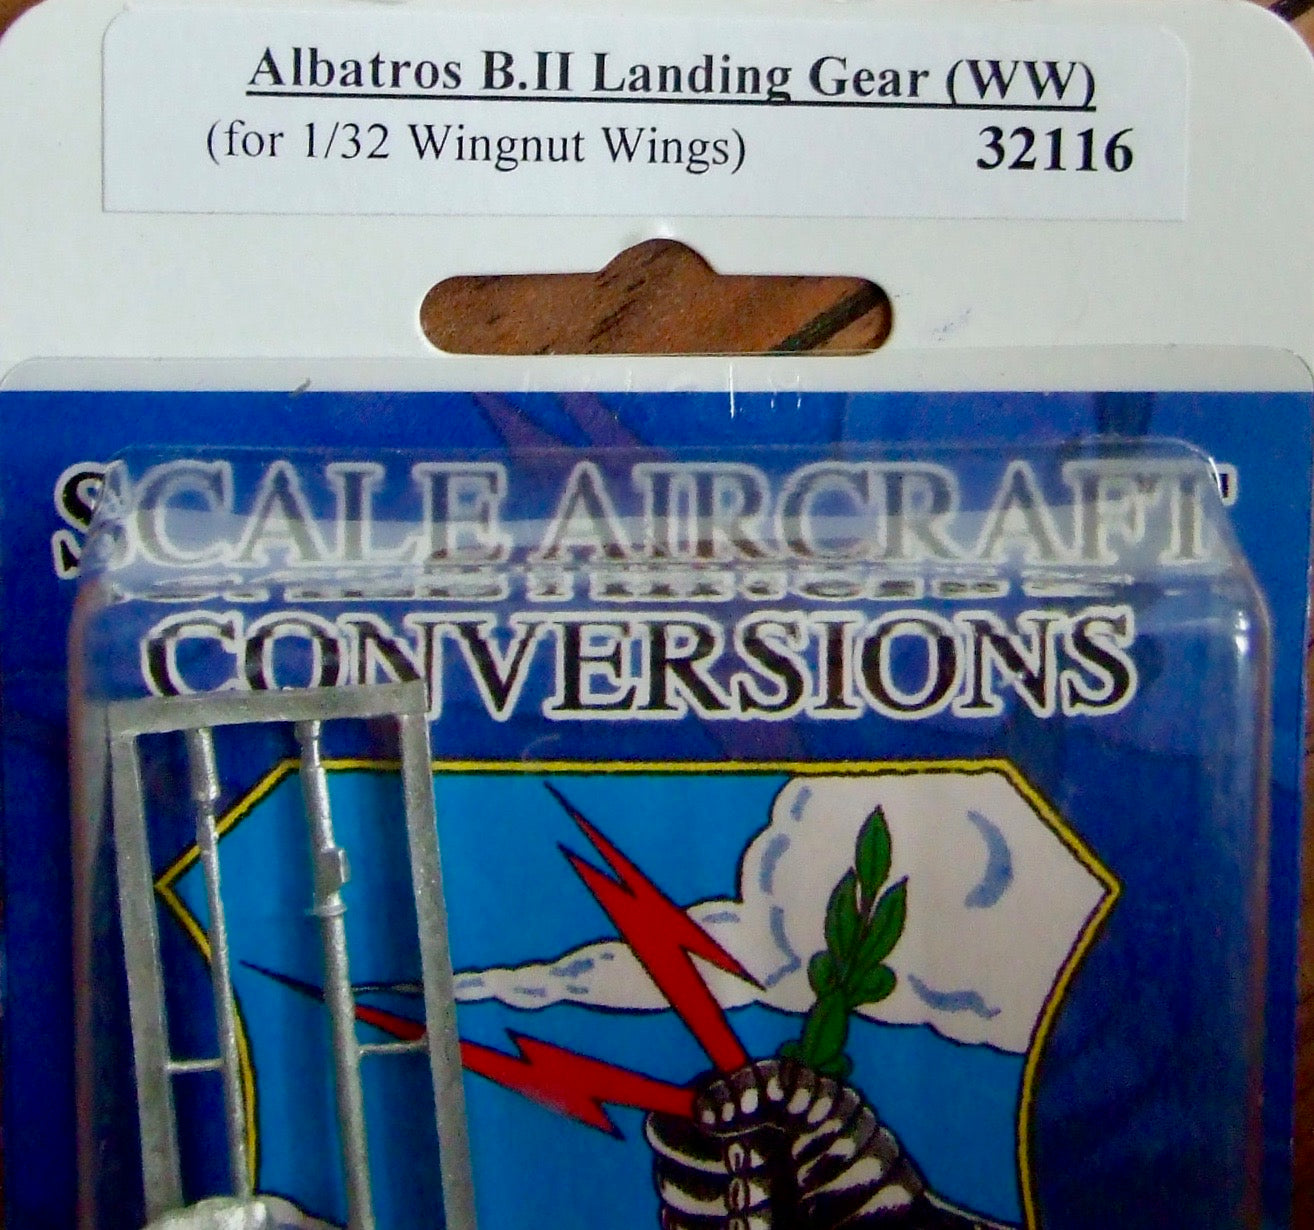 Albatros B.II Landing Gear (WW)
(for 1/32 Wingnut Wings) 32116
SCALE AIRCRAFT
CONVERSIONS